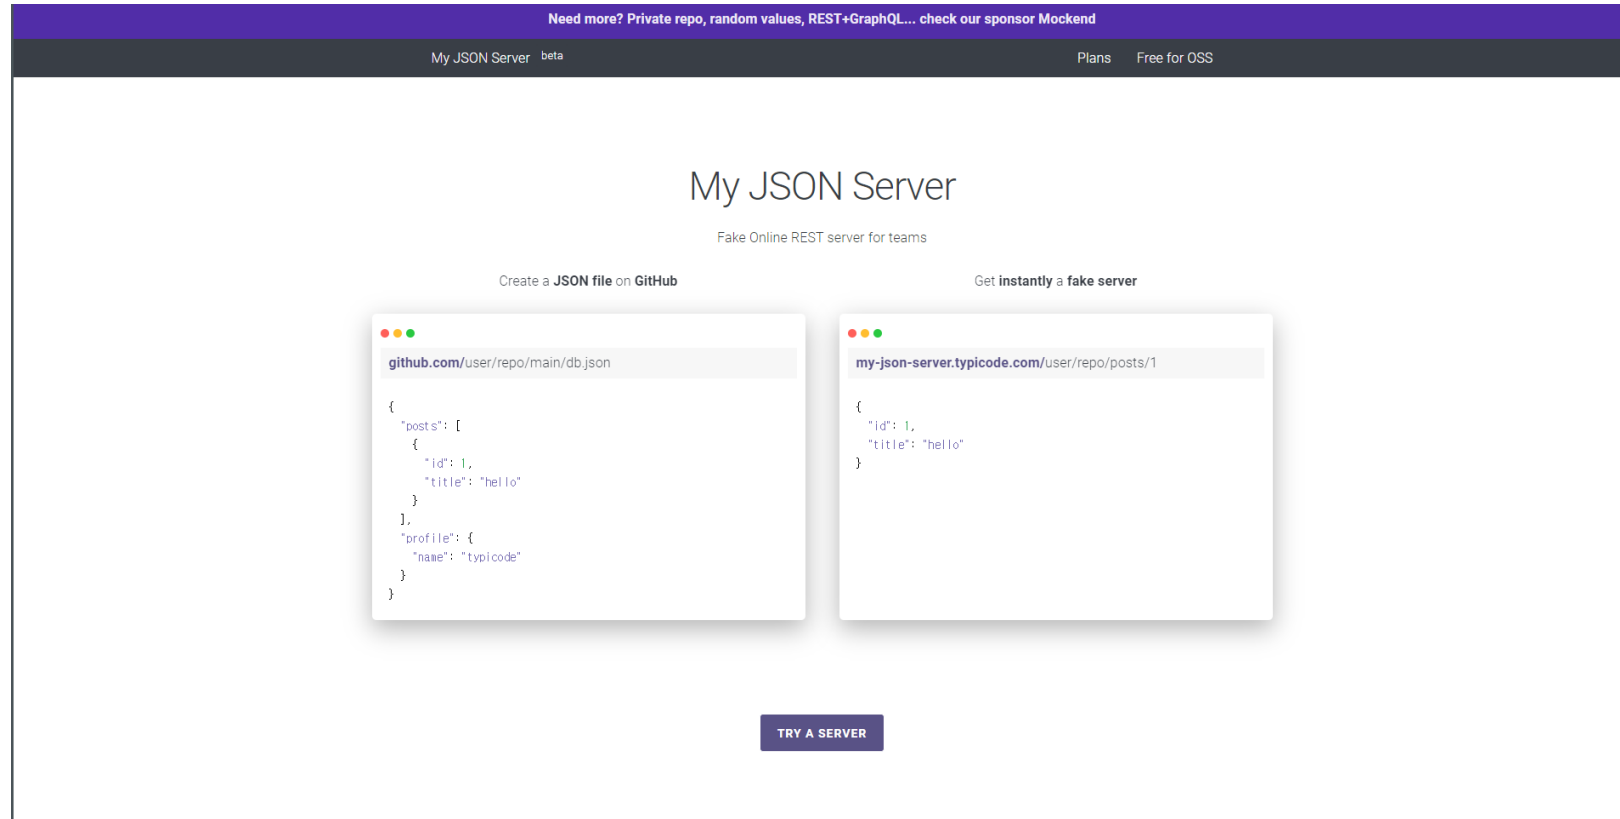 Need more? Private repo, random values, REST+GraphQL... check our sponsor Mockend
My JSON Server beta
Plans Free for OSS
My JSON Server
Fake Online REST server for teams
Create a JSON file on GitHub
github.com/user/repo/main/db.json
{
"posts": [
{
"id": 1,
"title": "hello"
}
],
"profile": {
"name": "typicode"
}
}
Get instantly a fake server
my-json-server.typicode.com/user/repo/posts/1
{
"id": 1,
"title": "hello"
}
TRY A SERVER